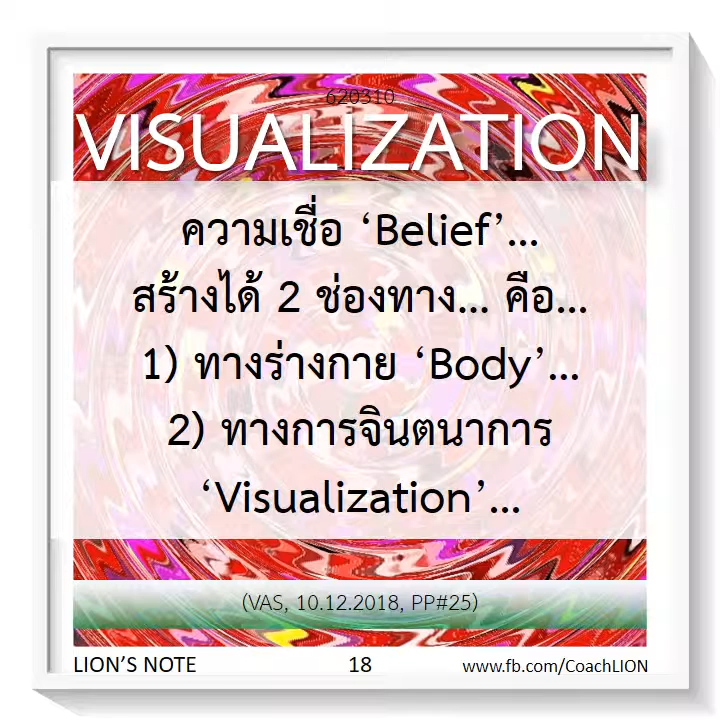 620310
VISUALIZATION
ความเชื่อ ‘Belief’...
สร้างได้ 2 ช่องทาง... คือ...
1) ทางร่างกาย ‘Body’...
2) ทางการจินตนาการ
‘Visualization’...
(VAS, 10.12.2018, PP#25)
LION’S NOTE 18 www.fb.com/CoachLION